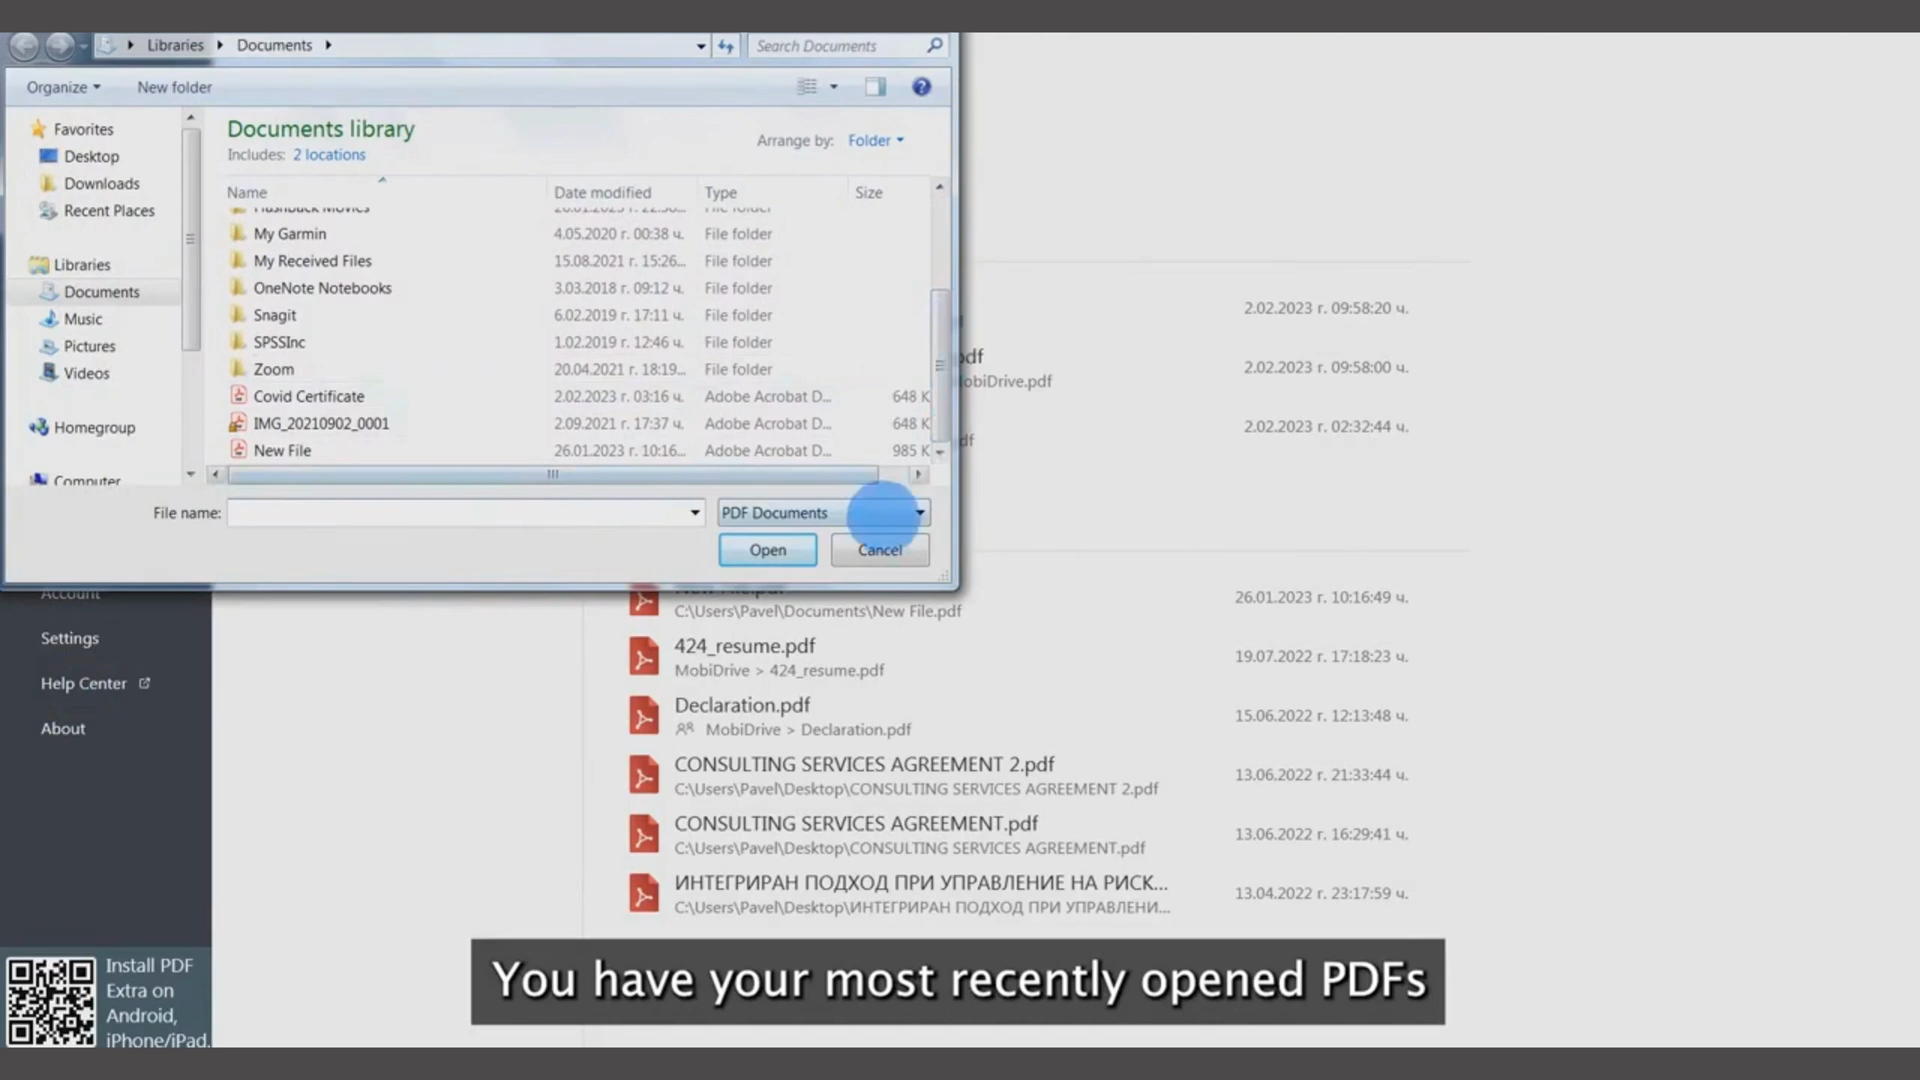 Libraries Documents
Search Documents
Organize
New folder
Favorites
Desktop
Downloads
Recent Places
Libraries
Documents
Music
Pictures
Videos
Homegroup
Computer
Documents library
Includes: 2 locations
Arrange by: Folder
Name Date modified Type Size
My Garmin 4.05.2020 г. 00:38 ч. File folder
My Received Files 15.08.2021 г. 15:26... File folder
OneNote Notebooks 3.03.2018 г. 09:12 ч. File folder
Snagit 6.02.2019 г. 17:11 ч. File folder
SPSSInc 1.02.2019 г. 12:46 ч. File folder
Zoom 20.04.2021 г. 18:19... File folder
Covid Certificate 2.02.2023 г. 03:16 ч. Adobe Acrobat D... 648 K
IMG_20210902_0001 2.09.2021 г. 17:37 ч. Adobe Acrobat D... 648 K
New File 26.01.2023 г. 10:16... Adobe Acrobat D... 985 K
File name:
PDF Documents
Open
Cancel
2.02.2023 г. 09:58:20 ч.
pdf
MobiDrive.pdf
2.02.2023 г. 09:58:00 ч.
df
2.02.2023 г. 02:32:44 ч.
Account
Settings
Help Center
About
New File.pdf
C:\Users\Pavel\Documents\New File.pdf
26.01.2023 г. 10:16:49 ч.
424_resume.pdf
MobiDrive > 424_resume.pdf
19.07.2022 г. 17:18:23 ч.
Declaration.pdf
MobiDrive > Declaration.pdf
15.06.2022 г. 12:13:48 ч.
CONSULTING SERVICES AGREEMENT 2.pdf
C:\Users\Pavel\Desktop\CONSULTING SERVICES AGREEMENT 2.pdf
13.06.2022 г. 21:33:44 ч.
CONSULTING SERVICES AGREEMENT.pdf
C:\Users\Pavel\Desktop\CONSULTING SERVICES AGREEMENT.pdf
13.06.2022 г. 16:29:41 ч.
ИНТЕГРИРАН ПОДХОД ПРИ УПРАВЛЕНИЕ НА РИСК...
C:\Users\Pavel\Desktop\ИНТЕГРИРАН ПОДХОД ПРИ УПРАВЛЕНИ...
13.04.2022 г. 23:17:59 ч.
Install PDF
Extra on
Android,
iPhone/iPad.
You have your most recently opened PDFs